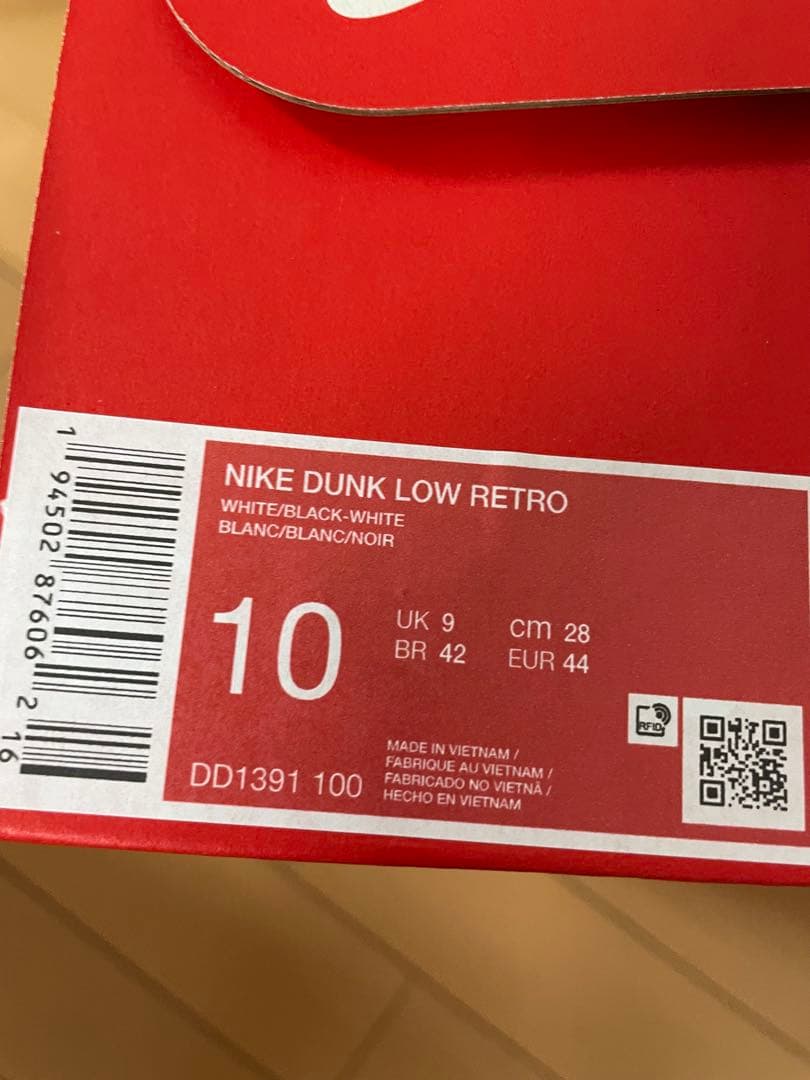 NIKE DUNK LOW RETRO
WHITE/BLACK-WHITE
BLANC/BLANC/NOIR
10
UK 9
cm 28
BR 42
EUR 44
RFID
DD1391 100
MADE IN VIETNAM /
FABRIQUE AU VIETNAM /
FABRICADO NO VIETNÃ /
HECHO EN VIETNAM
1 94502 87606 2 16